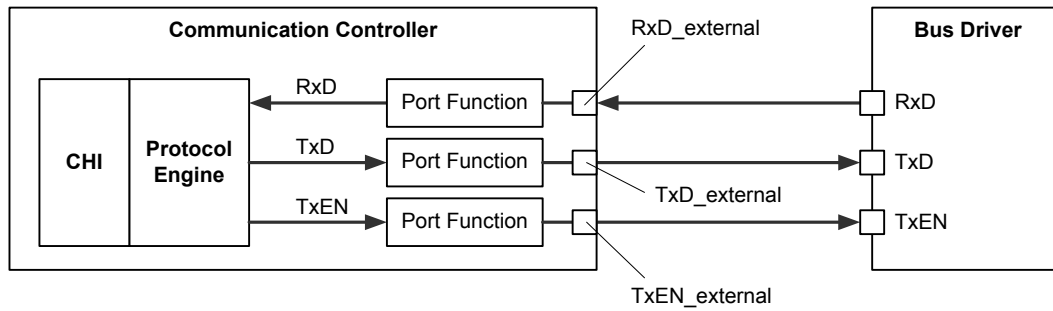 Communication Controller
RxD_external
Bus Driver
RxD
Port Function
RxD
CHI
Protocol
Engine
TxD
Port Function
TxD
TxD_external
TxEN
Port Function
TxEN
TxEN_external